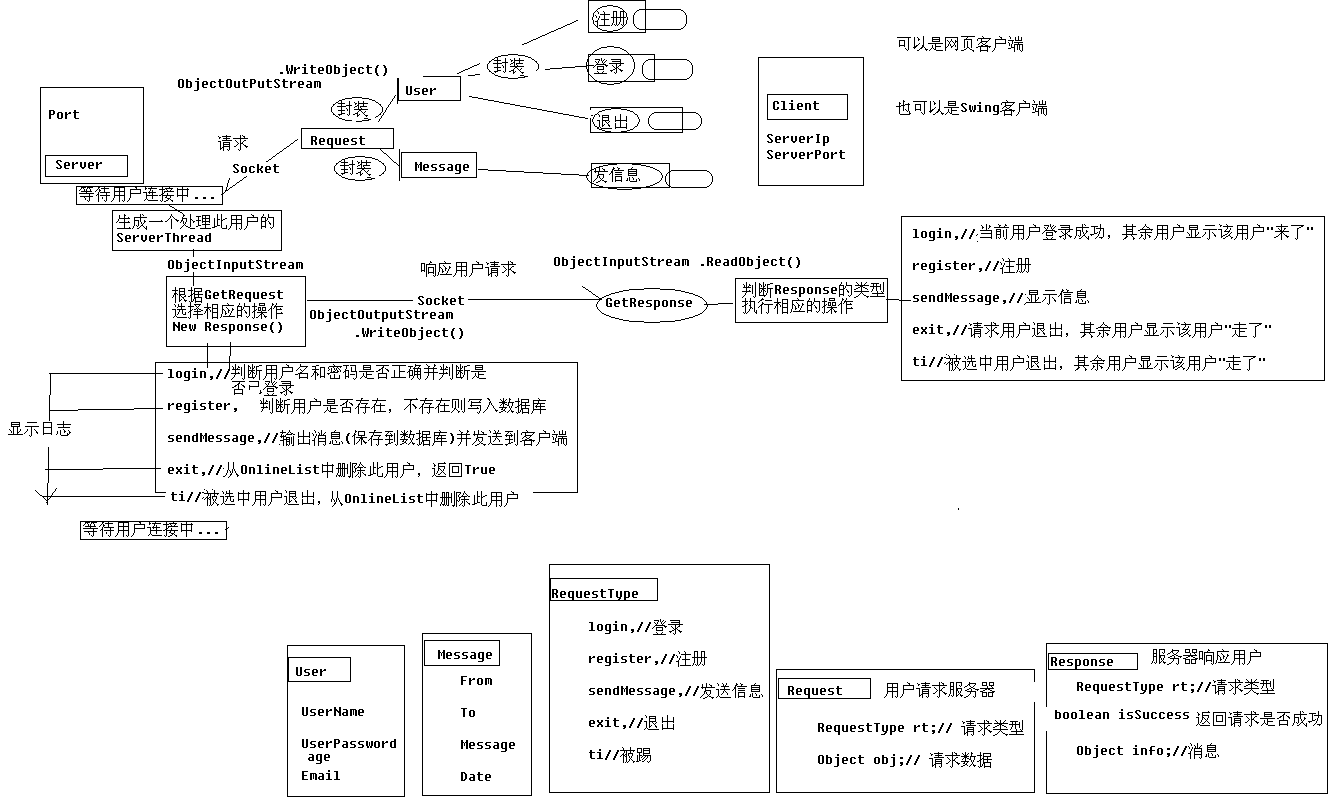 注册
可以是网页客户端
.WriteObject()
ObjectOutPutStream
封装
登录
User
Port
Client
也可以是Swing客户端
封装
退出
请求
Request
ServerIp
ServerPort
Server
Socket
封装
Message
发信息
等待用户连接中...
生成一个处理此用户的
ServerThread
login,//当前用户登录成功，其余用户显示该用户"来了"
register,//注册
sendMessage,//显示信息
exit,//请求用户退出，其余用户显示该用户"走了"
ti//被选中用户退出，其余用户显示该用户"走了"
ObjectInputStream
响应用户请求
ObjectInputStream .ReadObject()
根据GetRequest
选择相应的操作
New Response()
Socket
ObjectOutputStream
.WriteObject()
GetResponse
判断Response的类型
执行相应的操作
login,//判断用户名和密码是否正确并判断是
否已登录
register, 判断用户是否存在，不存在则写入数据库
显示日志
sendMessage,//输出消息(保存到数据库)并发送到客户端
exit,//从OnlineList中删除此用户，返回True
ti//被选中用户退出，从OnlineList中删除此用户
等待用户连接中...
User
UserName
UserPassword
age
Email
Message
From
To
Message
Date
RequestType
login,//登录
register,//注册
sendMessage,//发送信息
exit,//退出
ti//被踢
Request 用户请求服务器
RequestType rt;// 请求类型
Object obj;// 请求数据
Response 服务器响应用户
RequestType rt;//请求类型
boolean isSuccess 返回请求是否成功
Object info;//消息